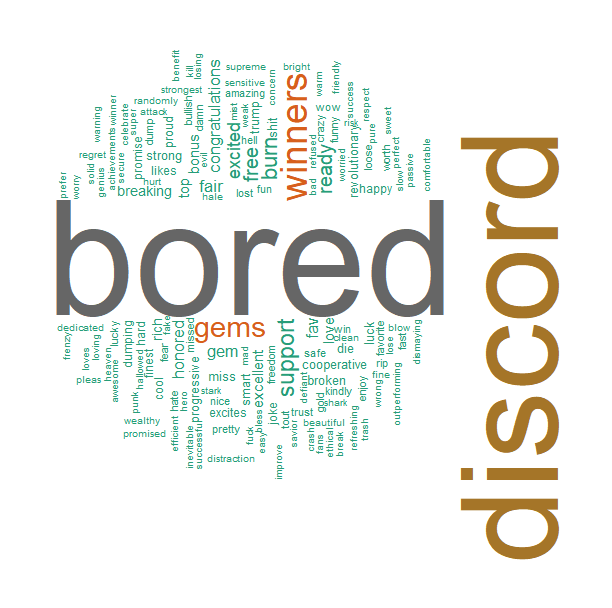 bored
discord
winners
gems
support
burn
free
excited
congratulations
ready
honored
fav
love
gem
fair
breaking
bonus
top
strong
likes
proud
promise
bullish
shit
trump
revolutionary
happy
excellent
smart
miss
progressive
rich
hard
finest
dumping
lucky
cooperative
broken
die
safe
win
luck
joke
excites
cool
hate
fear
fake
missed
benefit
kill
losing
supreme
bright
strongest
sensitive
amazing
concern
warm
friendly
randomly
attack
dump
damn
mist
weak
hell
wow
crazy
funny
risk
success
respect
pure
sweet
warning
achievements
winner
celebrate
super
secure
regret
solid
genius
hurt
evil
hale
lost
fun
bad
refused
worried
loose
worth
perfect
slow
passive
comfortable
prefer
worry
dedicated
frenzy
loves
loving
heaven
awesome
pleas
punk
hallowed
hero
stark
nice
mad
freedom
defiant
gold
kindly
shark
clean
favorite
lose
blow
fast
dismaying
rip
fine
wrong
enjoy
outperforming
wealthy
promised
efficient
inevitable
successful
pretty
distraction
fuck
bless
easy
improve
tout
trust
savior
beautiful
crash
fans
ethical
break
refreshing
trash